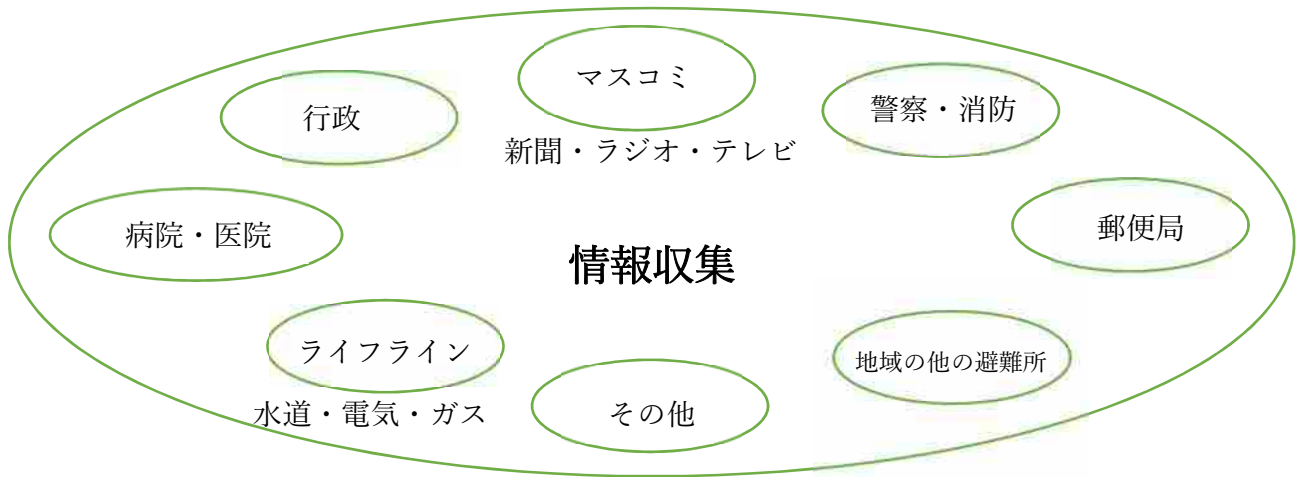 マスコミ
行政
警察・消防
新聞・ラジオ・テレビ
病院・医院
郵便局
情報収集
ライフライン
地域の他の避難所
水道・電気・ガス
その他